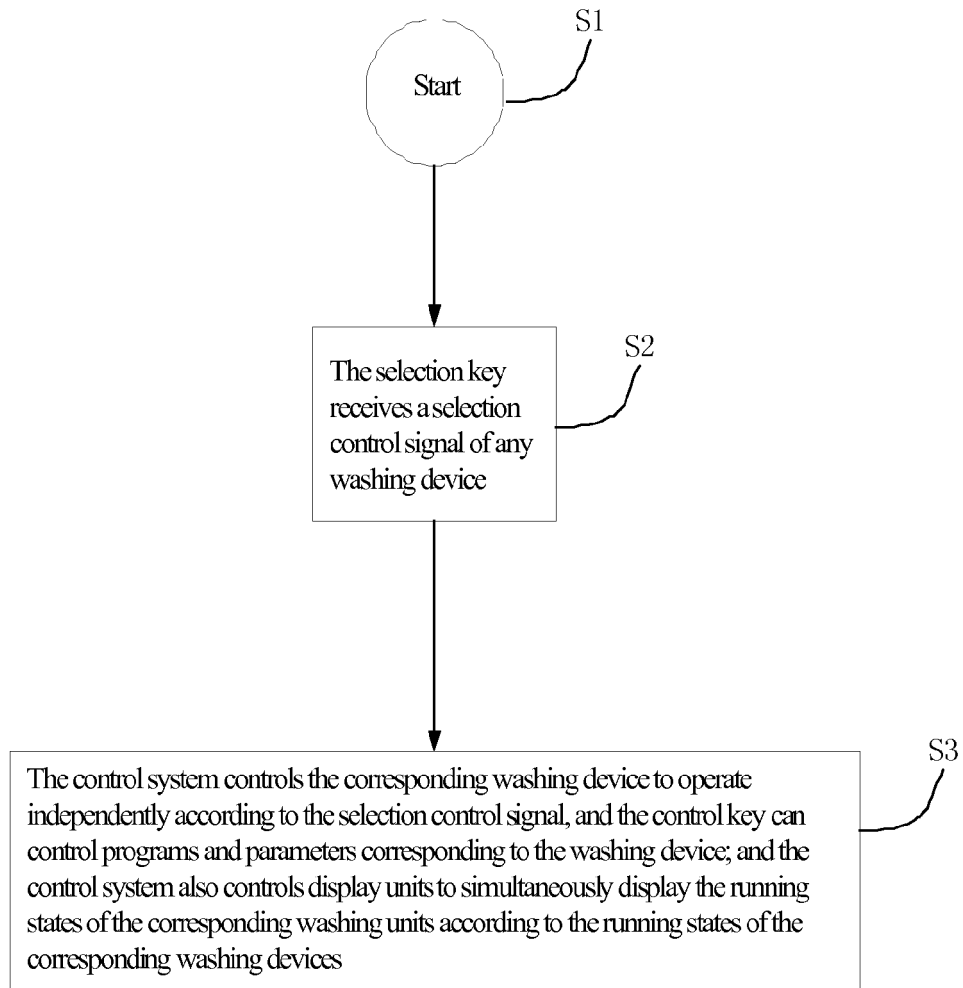 S1
Start
S2
The selection key
receives a selection
control signal of any
washing device
S3
The control system controls the corresponding washing device to operate
independently according to the selection control signal, and the control key can
control programs and parameters corresponding to the washing device; and the
control system also controls display units to simultaneously display the running
states of the corresponding washing units according to the running states of the
corresponding washing devices